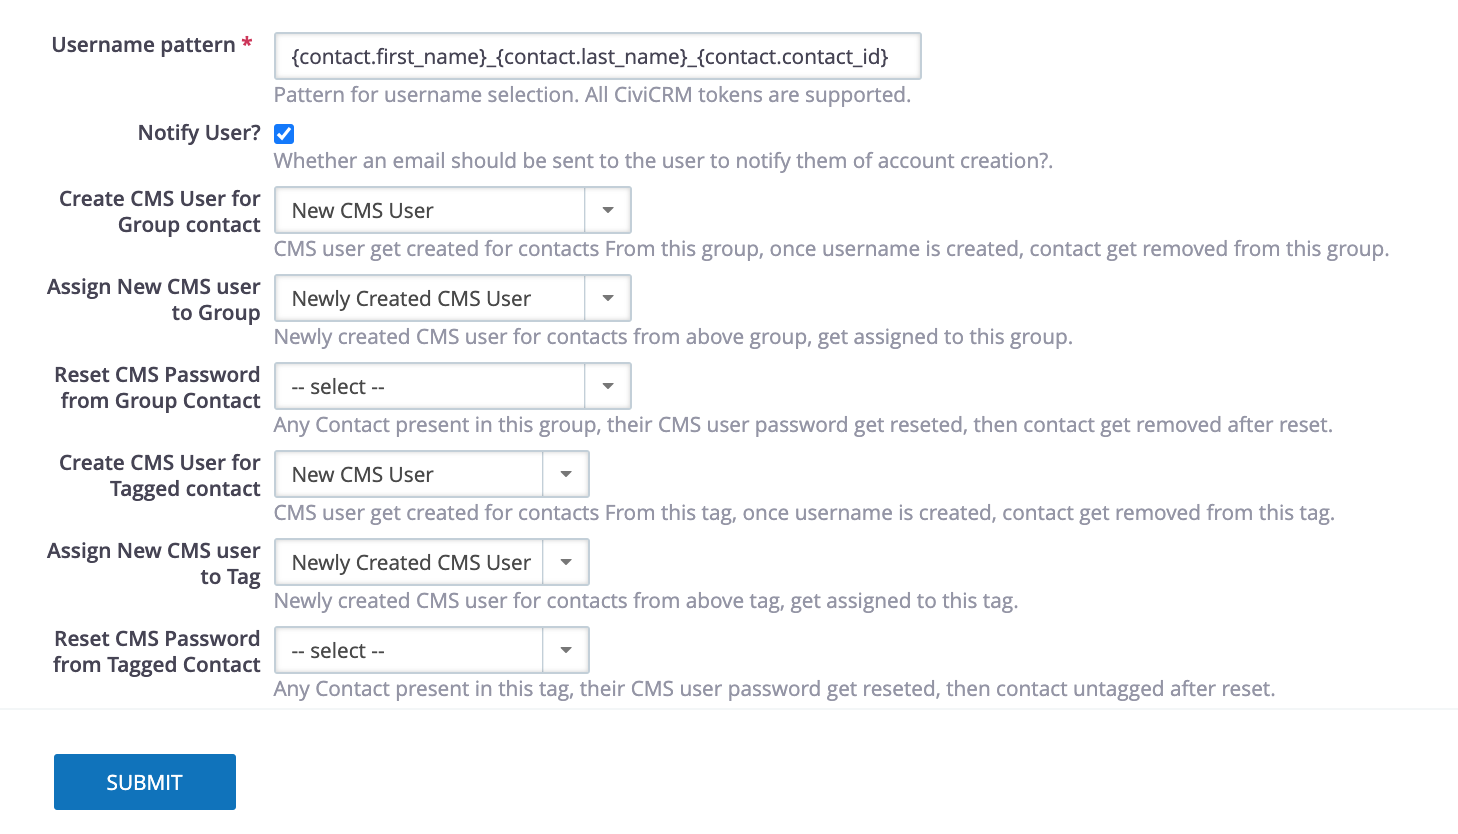 Username pattern * {contact.first_name}_{contact.last_name}_{contact.contact_id}
Pattern for username selection. All CiviCRM tokens are supported.
Notify User?
Whether an email should be sent to the user to notify them of account creation?.
Create CMS User for
Group contact
New CMS User
CMS user get created for contacts From this group, once username is created, contact get removed from this group.
Assign New CMS user
to Group
Newly Created CMS User
Newly created CMS user for contacts from above group, get assigned to this group.
Reset CMS Password
from Group Contact
-- select --
Any Contact present in this group, their CMS user password get reseted, then contact get removed after reset.
Create CMS User for
Tagged contact
New CMS User
CMS user get created for contacts From this tag, once username is created, contact get removed from this tag.
Assign New CMS user
to Tag
Newly Created CMS User
Newly created CMS user for contacts from above tag, get assigned to this tag.
Reset CMS Password
from Tagged Contact
-- select --
Any Contact present in this tag, their CMS user password get reseted, then contact untagged after reset.
SUBMIT